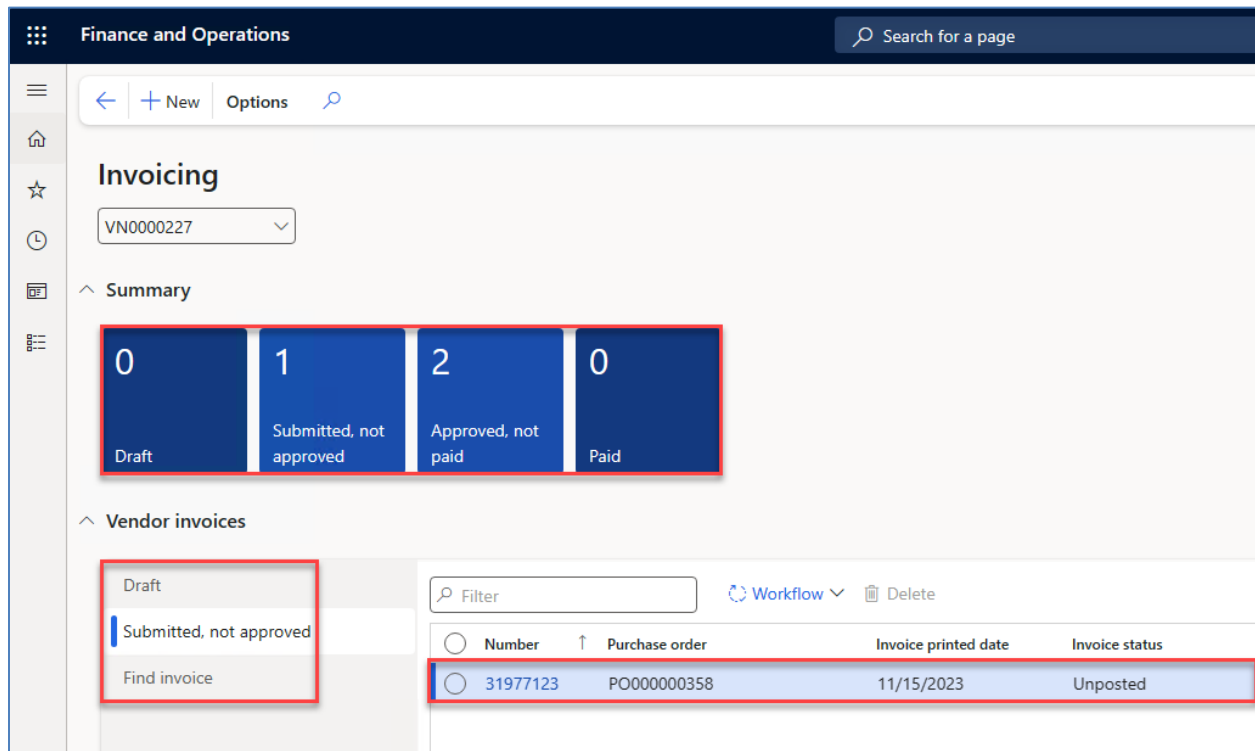 Finance and Operations
Search for a page
New
Options
Invoicing
VN0000227
Summary
0
1
2
0
Draft
Submitted, not
approved
Approved, not
paid
Paid
Vendor invoices
Draft
Submitted, not approved
Find invoice
Filter
Workflow
Delete
Number
Purchase order
Invoice printed date
Invoice status
31977123
PO000000358
11/15/2023
Unposted